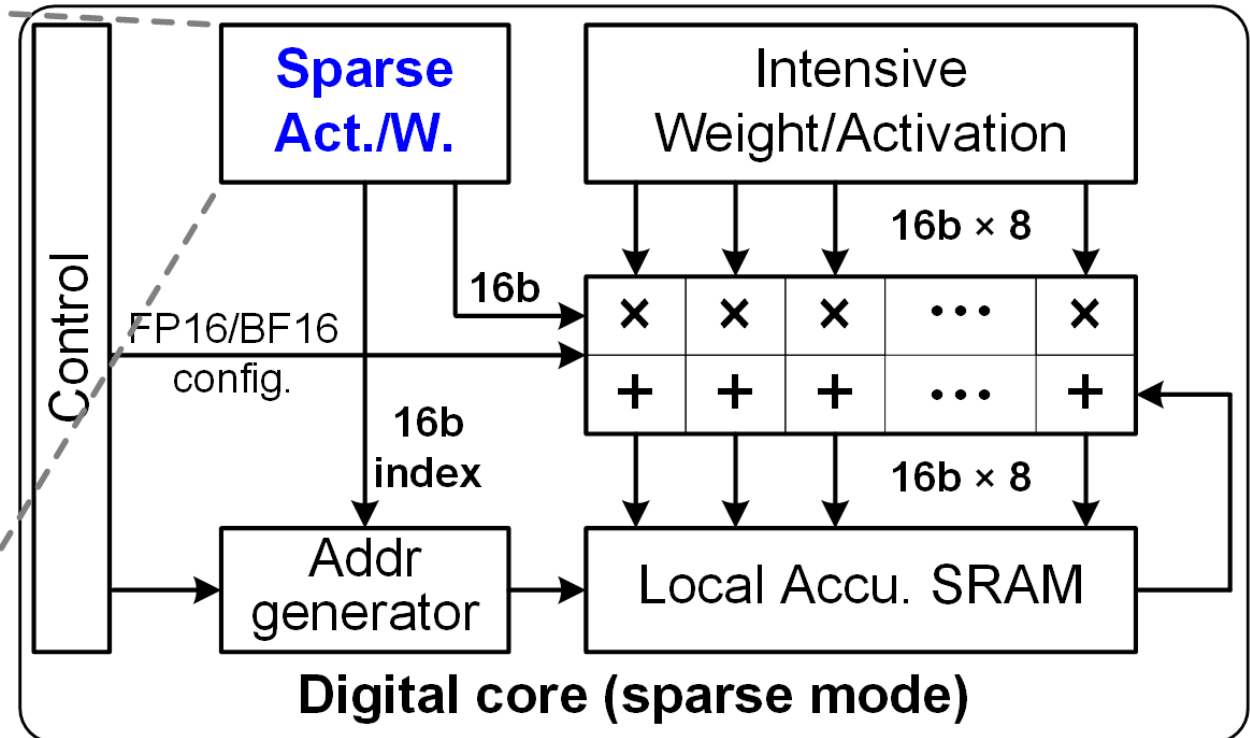 Sparse
Act./W.
Intensive
Weight/Activation
16b × 8
16b
× × × ··· ×
FP16/BF16
config.
Control
+ + + ··· +
16b
index
16b × 8
Addr
generator
Local Accu. SRAM
Digital core (sparse mode)